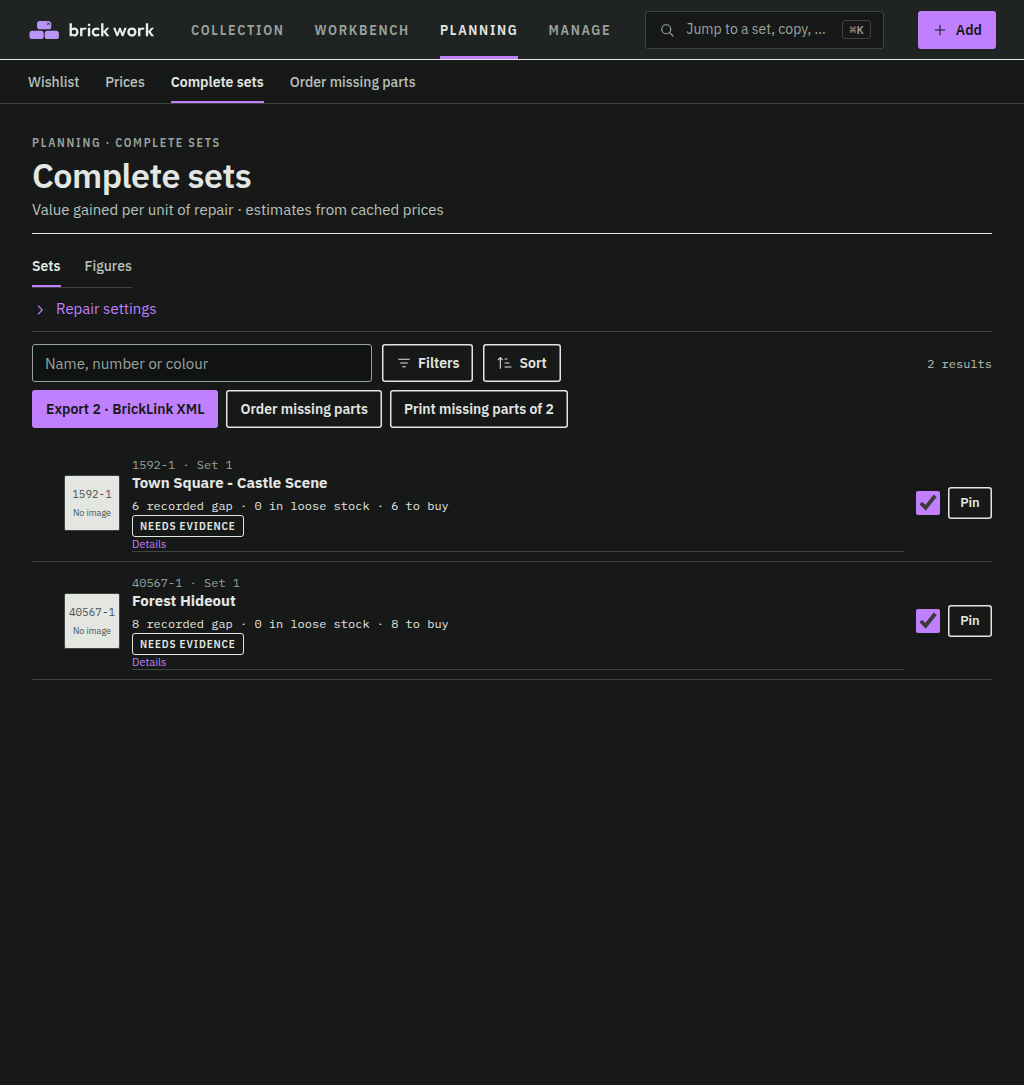 brick work
COLLECTION
WORKBENCH
PLANNING
MANAGE
Jump to a set, copy, ...
⌘K
Add
Wishlist
Prices
Complete sets
Order missing parts
PLANNING · COMPLETE SETS
Complete sets
Value gained per unit of repair · estimates from cached prices
Sets
Figures
Repair settings
Name, number or colour
Filters
Sort
2 results
Export 2 · BrickLink XML
Order missing parts
Print missing parts of 2
1592-1
No image
1592-1 · Set 1
Town Square - Castle Scene
6 recorded gap · 0 in loose stock · 6 to buy
NEEDS EVIDENCE
Details
Pin
40567-1
No image
40567-1 · Set 1
Forest Hideout
8 recorded gap · 0 in loose stock · 8 to buy
NEEDS EVIDENCE
Details
Pin